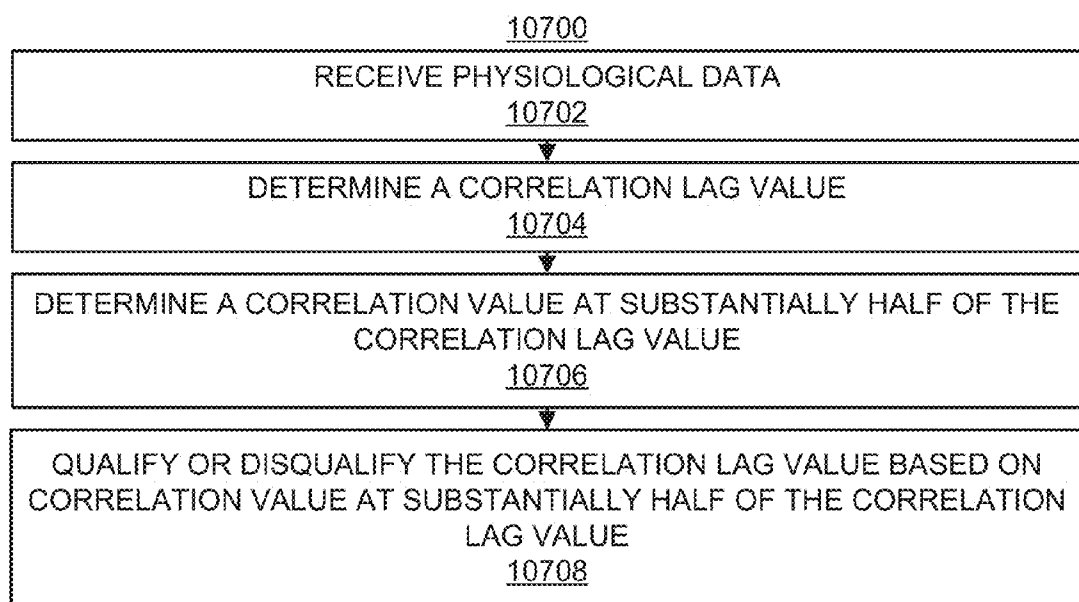 10700
RECEIVE PHYSIOLOGICAL DATA
10702
DETERMINE A CORRELATION LAG VALUE
10704
DETERMINE A CORRELATION VALUE AT SUBSTANTIALLY HALF OF THE
CORRELATION LAG VALUE
10706
QUALIFY OR DISQUALIFY THE CORRELATION LAG VALUE BASED ON
CORRELATION VALUE AT SUBSTANTIALLY HALF OF THE CORRELATION
LAG VALUE
10708